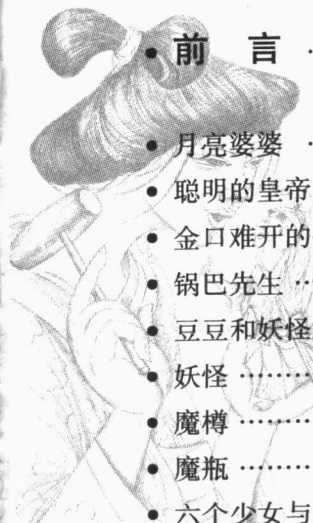 • 前 言 ·
• 月亮婆婆 ·
• 聪明的皇帝
• 金口难开的
• 锅巴先生 ··
• 豆豆和妖怪
• 妖怪 ········
• 魔樽 ········
• 魔瓶 ········
• 六个少女与